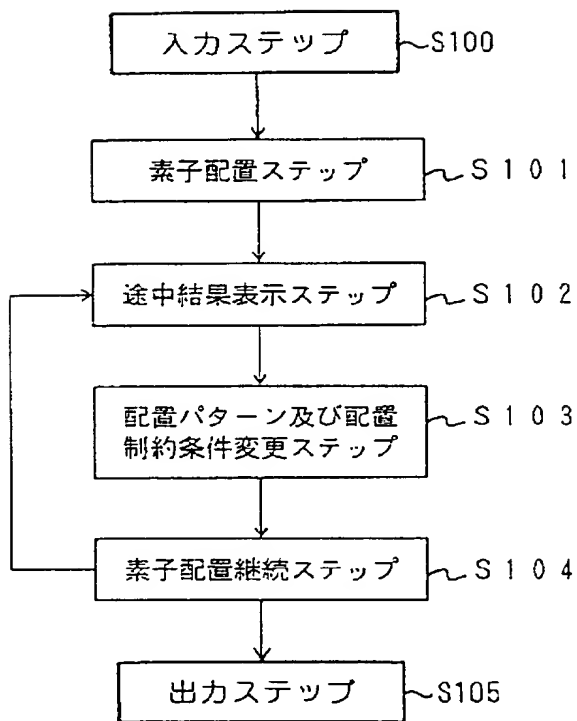 入力ステップ S100
素子配置ステップ S101
途中結果表示ステップ S102
配置パターン及び配置
制約条件変更ステップ S103
素子配置継続ステップ S104
出力ステップ S105